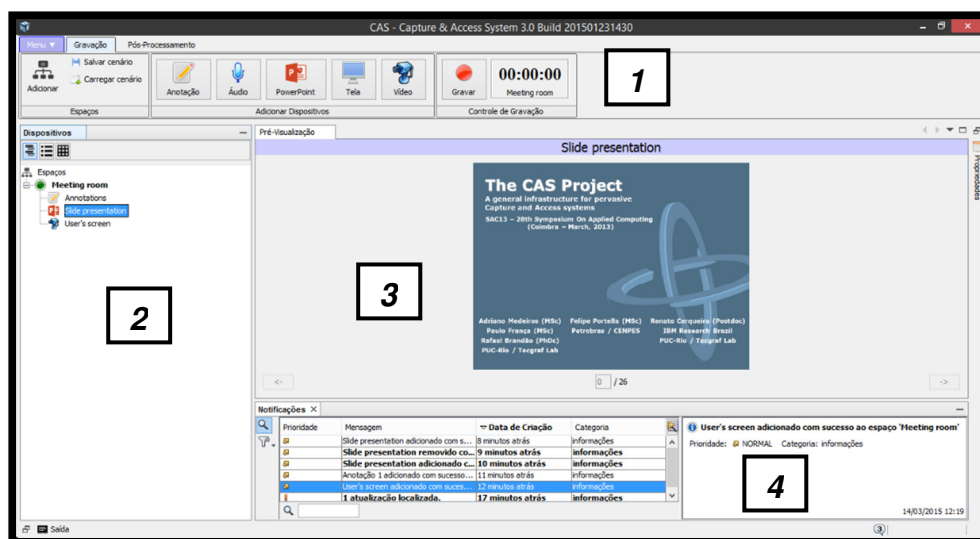 CAS - Capture & Access System 3.0 Build 201501231430
Menu Gravação Pós-Processamento
Adicionar
Salvar cenário
Carregar cenário
Espaços
Anotação Áudio PowerPoint Tela Vídeo
Adicionar Dispositivos
Gravar
00:00:00
Meeting room
Controle de Gravação
1
Dispositivos
Espaços
Meeting room
Annotations
Slide presentation
User's screen
2
Pré-Visualização
Propriedades
Slide presentation
The CAS Project
A general infrastructure for pervasive
Capture and Access systems
SAC13 – 28th Symposium On Applied Computing
(Coimbra – March, 2013)
Adriano Medeiros (MSc) Felipe Portella (MSc) Renato Cerqueira (Postdoc)
Paulo França (MSc) Petrobras / CENPES IBM Research Brazil
Rafael Brandão (PhDc) PUC-Rio / Tecgraf Lab
PUC-Rio / Tecgraf Lab
3
<- 0 / 26 ->
Notificações
Prioridade Mensagem Data de Criação Categoria
Slide presentation adicionado com s... 8 minutos atrás informações
Slide presentation removido co... 9 minutos atrás informações
Slide presentation adicionado c... 10 minutos atrás informações
Anotação 1 adicionado com sucesso... 11 minutos atrás informações
User's screen adicionado com suces... 12 minutos atrás informações
1 atualização localizada. 17 minutos atrás informações
User's screen adicionado com sucesso ao espaço 'Meeting room'
Prioridade: NORMAL Categoria: informações
4
14/03/2015 12:19
Saída
3